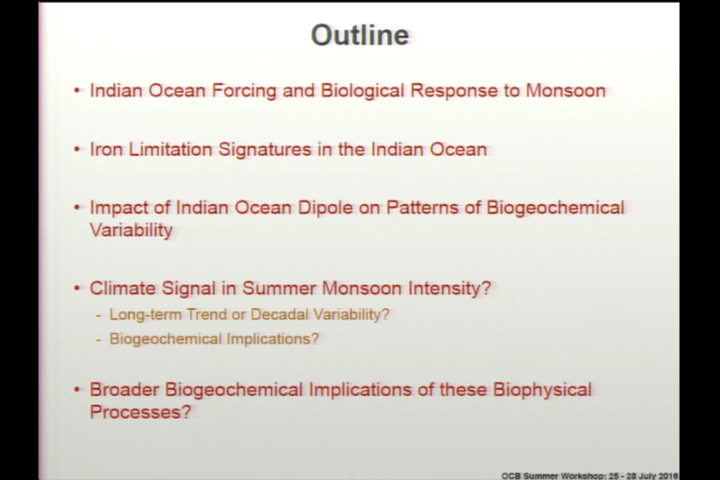 Outline
• Indian Ocean Forcing and Biological Response to Monsoon
• Iron Limitation Signatures in the Indian Ocean
• Impact of Indian Ocean Dipole on Patterns of Biogeochemical
Variability
• Climate Signal in Summer Monsoon Intensity?
- Long-term Trend or Decadal Variability?
- Biogeochemical Implications?
• Broader Biogeochemical Implications of these Biophysical
Processes?
OCB Summer Workshop: 25 - 28 July 2016